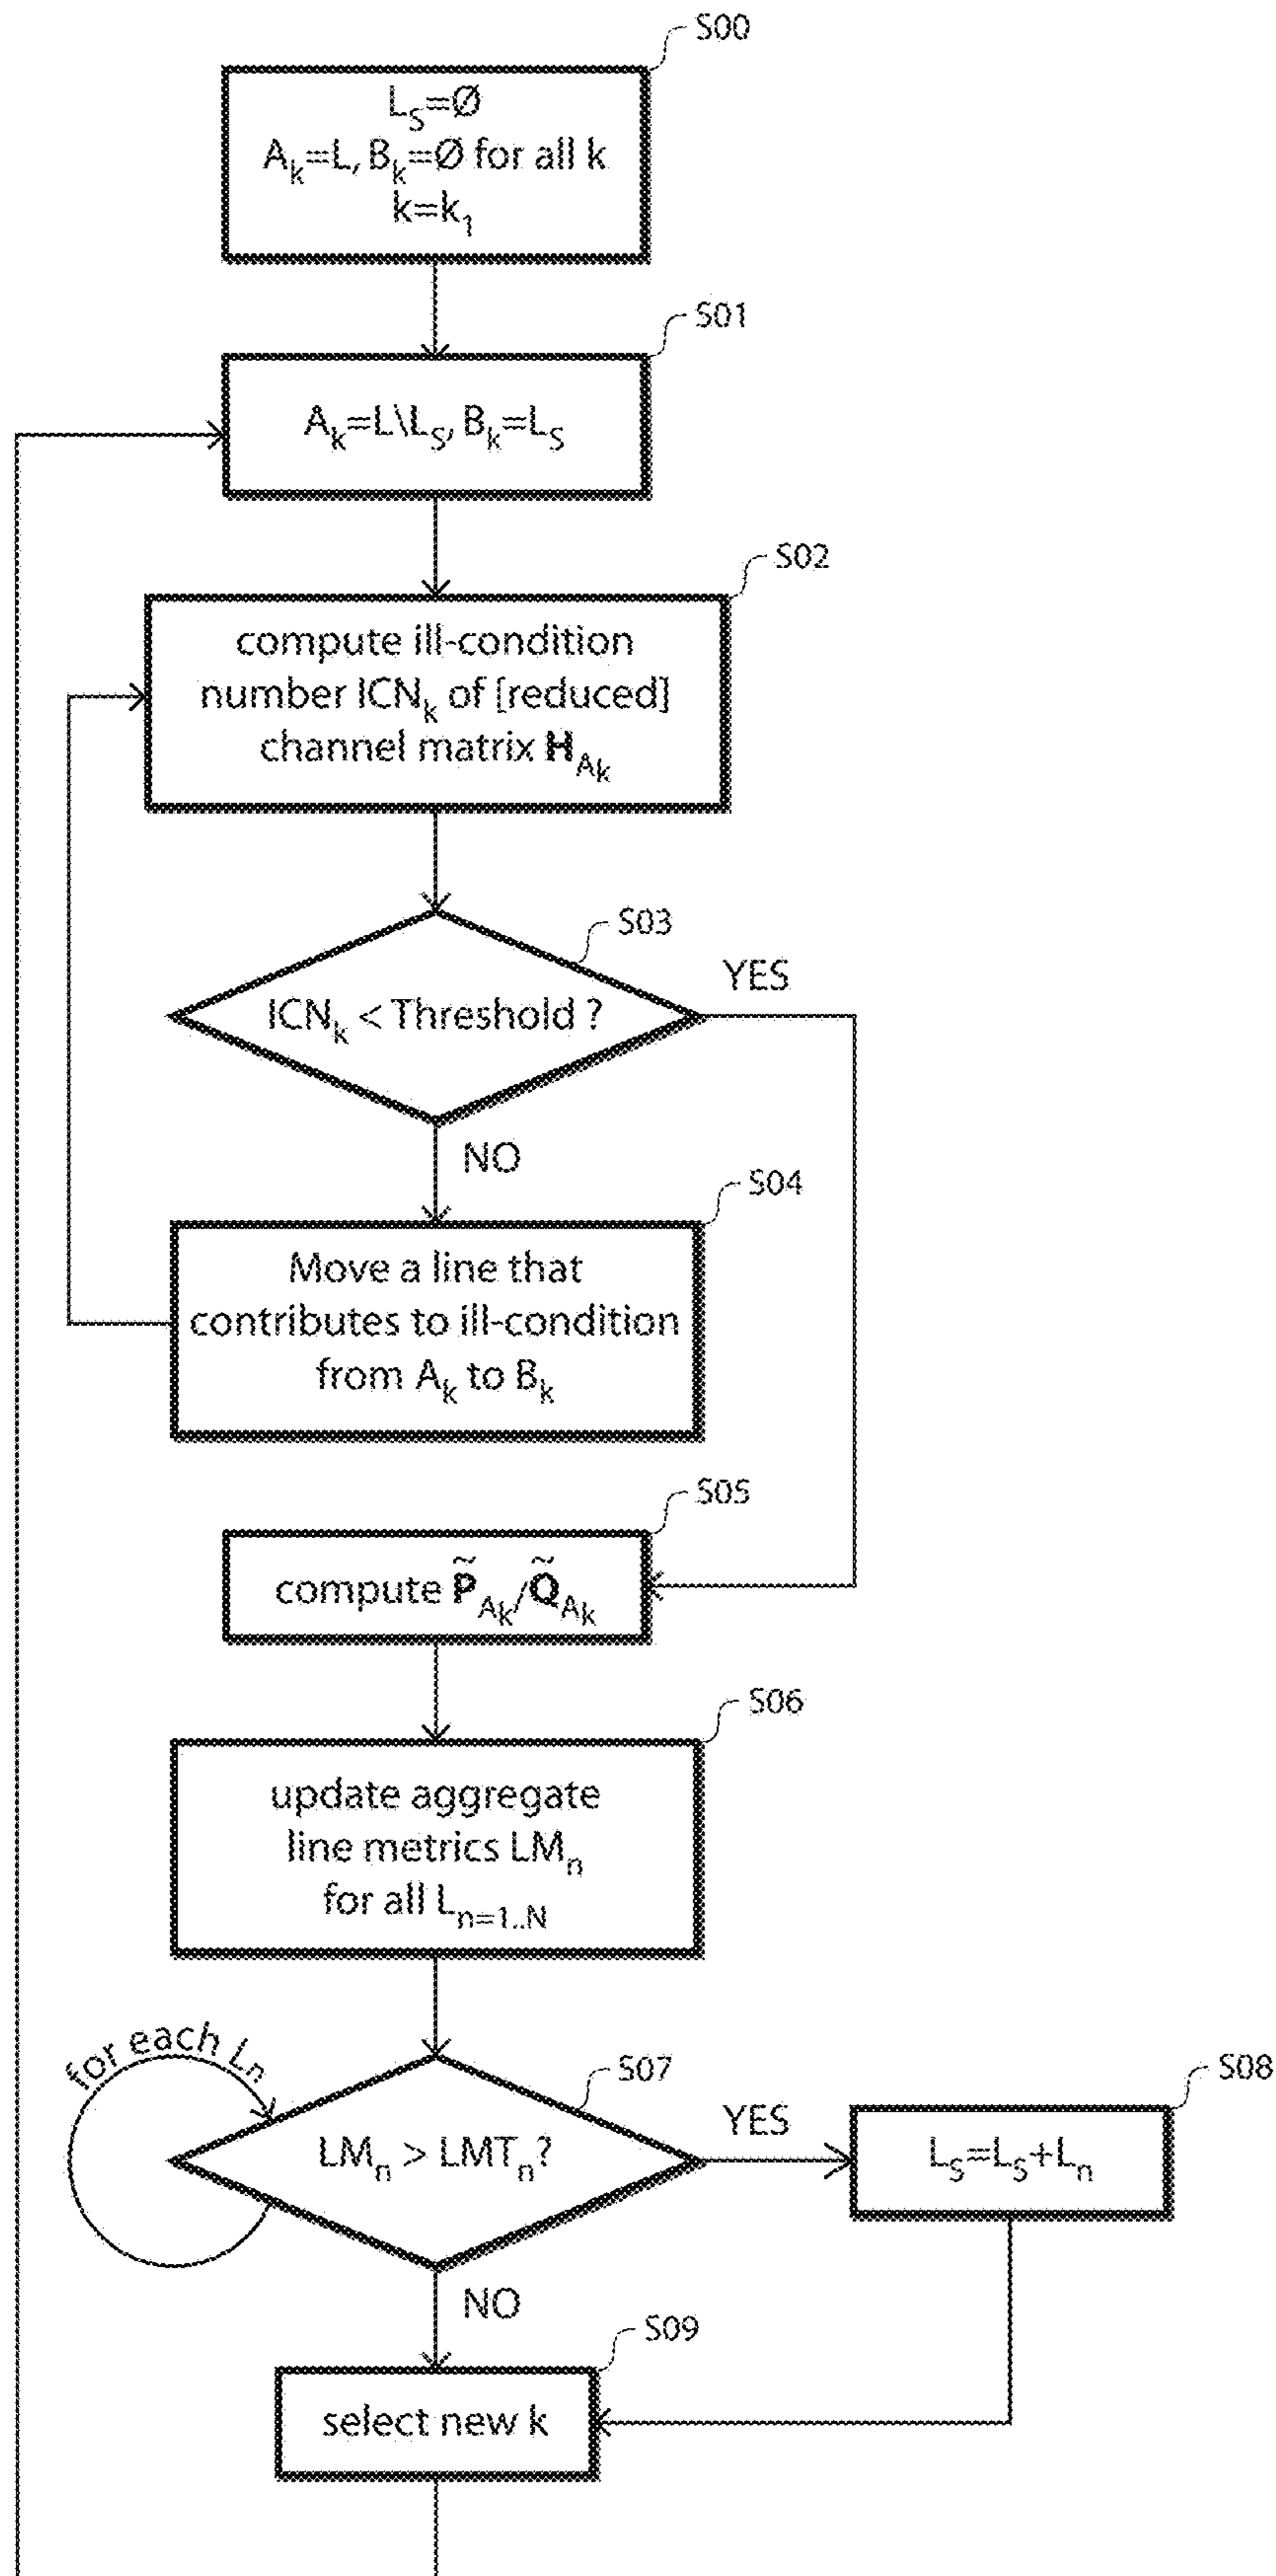 S00
L_S=Ø
A_k=L, B_k=Ø for all k
k=k_1
S01
A_k=L\L_S, B_k=L_S
S02
compute ill-condition
number ICN_k of [reduced]
channel matrix H_A_k
S03
ICN_k < Threshold ?
YES
NO
S04
Move a line that
contributes to ill-condition
from A_k to B_k
S05
compute P̃_A_k/Q̃_A_k
S06
update aggregate
line metrics LM_n
for all L_n=1..N
for each L_n
S07
LM_n > LMT_n?
YES
S08
L_S=L_S+L_n
NO
S09
select new k